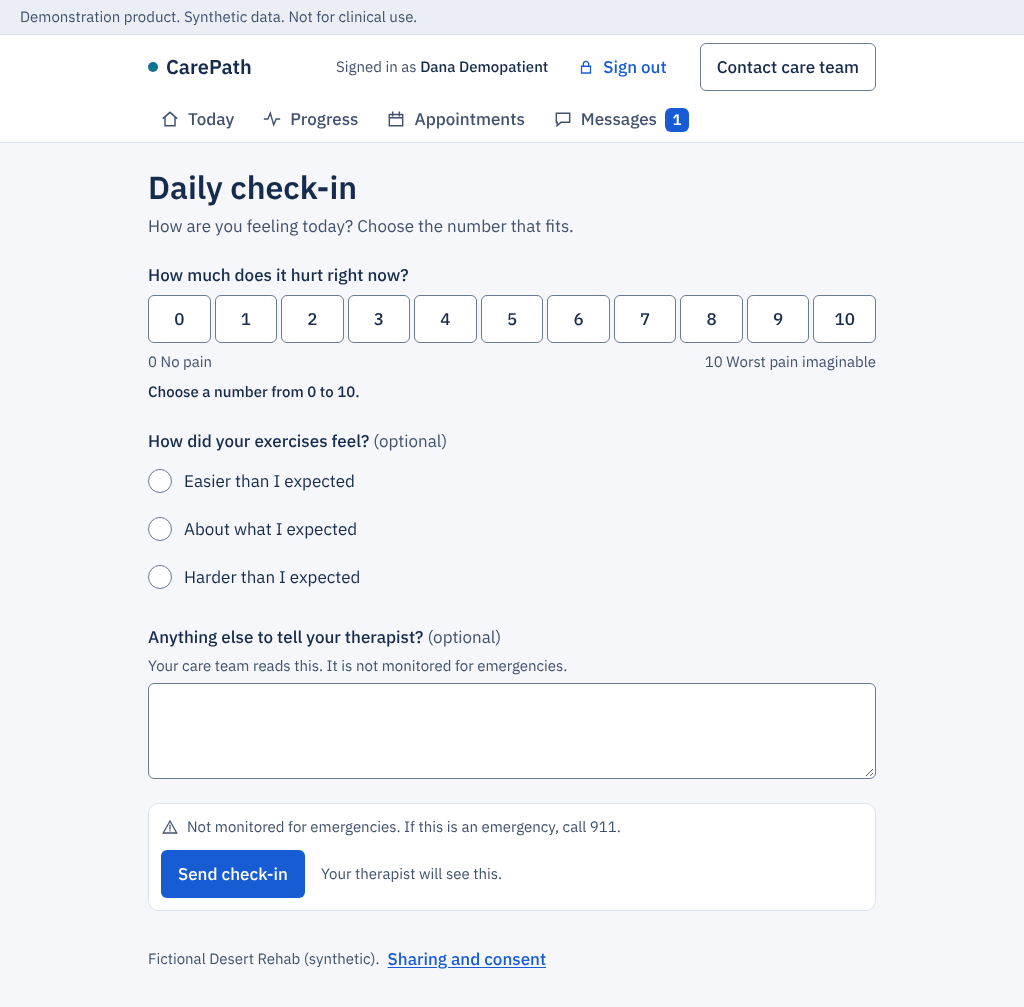 Demonstration product. Synthetic data. Not for clinical use.
CarePath
Signed in as Dana Demopatient
Sign out
Contact care team
Today
Progress
Appointments
Messages 1
Daily check-in
How are you feeling today? Choose the number that fits.
How much does it hurt right now?
0 1 2 3 4 5 6 7 8 9 10
0 No pain
10 Worst pain imaginable
Choose a number from 0 to 10.
How did your exercises feel? (optional)
Easier than I expected
About what I expected
Harder than I expected
Anything else to tell your therapist? (optional)
Your care team reads this. It is not monitored for emergencies.
Not monitored for emergencies. If this is an emergency, call 911.
Send check-in
Your therapist will see this.
Fictional Desert Rehab (synthetic). Sharing and consent